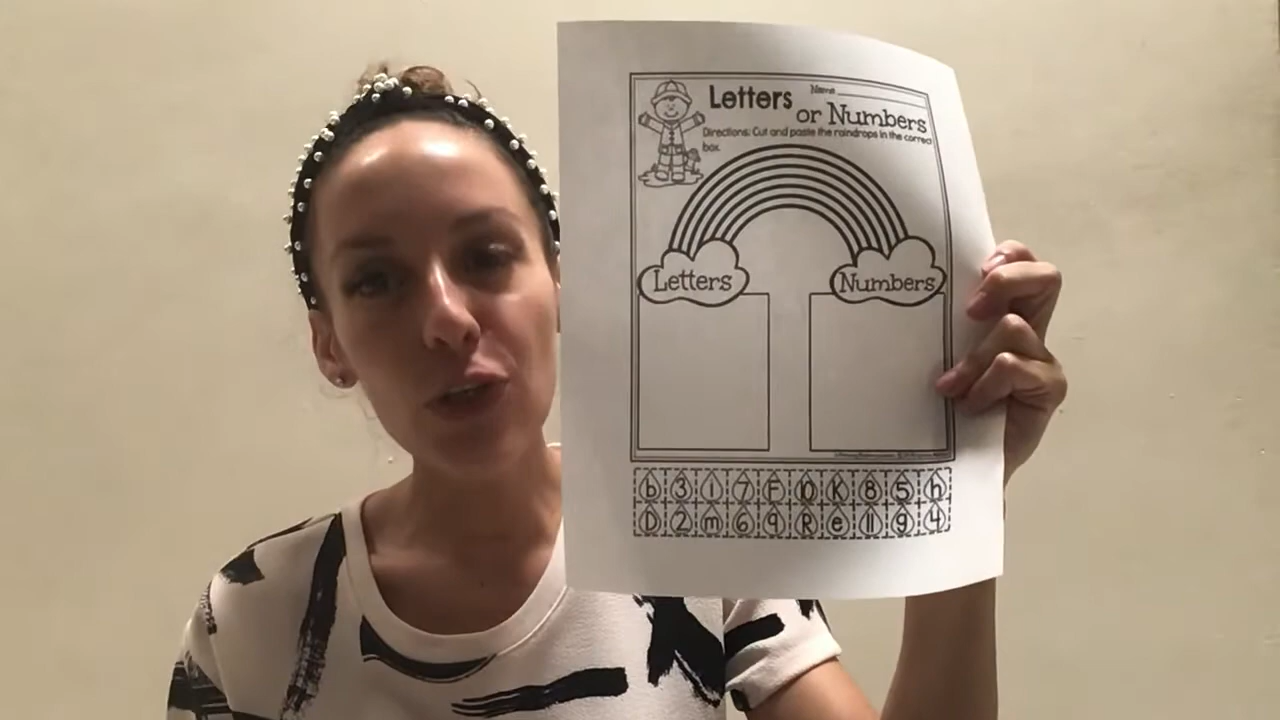 Letters
Name
or Numbers
Directions: Cut and paste the raindrops in the correct
box.
Letters
Numbers
b 3 1 7 F 10 K 8 5 h
D 2 m 6 9 R e 11 g 4